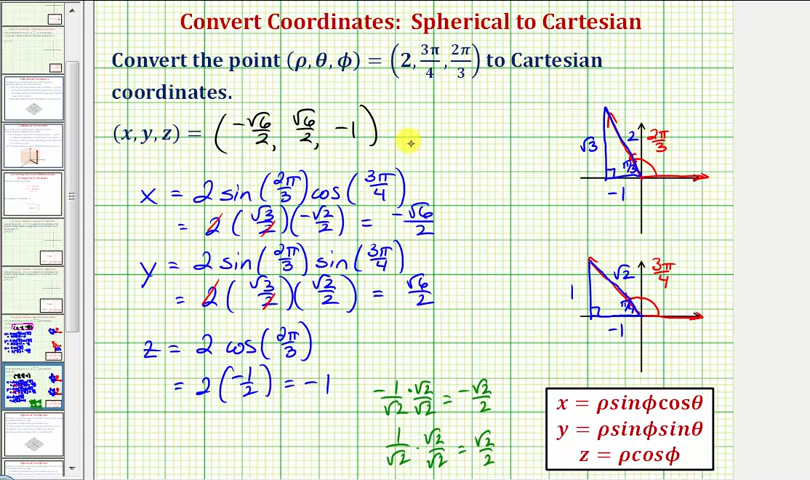 Convert Coordinates: Spherical to Cartesian
Convert the point (ρ, θ, ϕ) = (2, 3π/4, 2π/3) to Cartesian
coordinates.
(x, y, z) = (-√6/2, √6/2, -1)
x = 2 sin(2π/3) cos(3π/4)
= 2 (√3/2)(-√2/2) = -√6/2
y = 2 sin(2π/3) sin(3π/4)
= 2 (√3/2)(√2/2) = √6/2
z = 2 cos(2π/3)
= 2 (-1/2) = -1
-1/√2 · √2/√2 = -√2/2
1/√2 · √2/√2 = √2/2
√3 2 2π/3
π/3
-1
√2 3π/4
1 π/4
-1
x = ρsinϕcosθ
y = ρsinϕsinθ
z = ρcosϕ